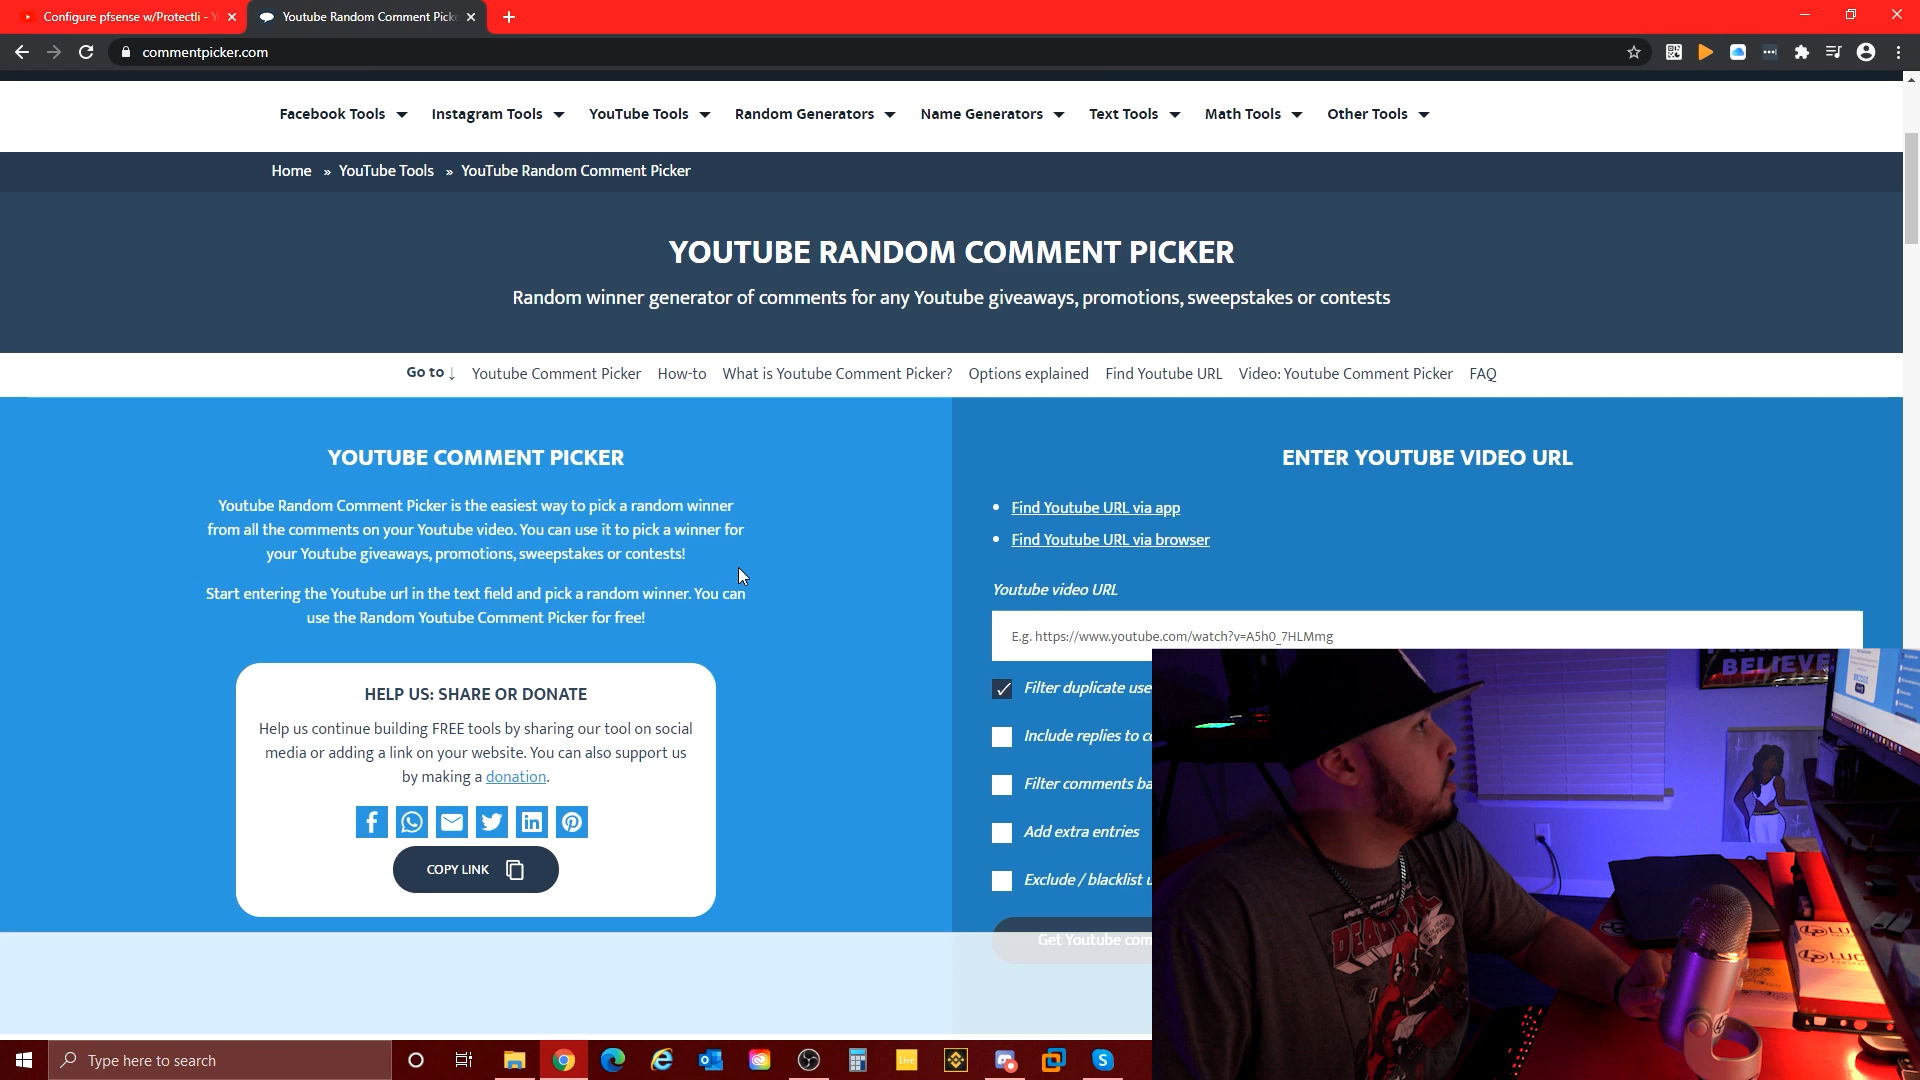 Configure pfsense w/Protectli - Y
Youtube Random Comment Pick
commentpicker.com
Facebook Tools
Instagram Tools
YouTube Tools
Random Generators
Name Generators
Text Tools
Math Tools
Other Tools
Home » YouTube Tools » YouTube Random Comment Picker
YOUTUBE RANDOM COMMENT PICKER
Random winner generator of comments for any Youtube giveaways, promotions, sweepstakes or contests
Go to ↓ Youtube Comment Picker How-to What is Youtube Comment Picker? Options explained Find Youtube URL Video: Youtube Comment Picker FAQ
YOUTUBE COMMENT PICKER
Youtube Random Comment Picker is the easiest way to pick a random winner
from all the comments on your Youtube video. You can use it to pick a winner for
your Youtube giveaways, promotions, sweepstakes or contests!
Start entering the Youtube url in the text field and pick a random winner. You can
use the Random Youtube Comment Picker for free!
HELP US: SHARE OR DONATE
Help us continue building FREE tools by sharing our tool on social
media or adding a link on your website. You can also support us
by making a donation.
COPY LINK
ENTER YOUTUBE VIDEO URL
• Find Youtube URL via app
• Find Youtube URL via browser
Youtube video URL
E.g. https://www.youtube.com/watch?v=A5h0_7HLMmg
Filter duplicate use
Include replies to c
Filter comments ba
Add extra entries
Exclude / blacklist u
Get Youtube com
BELIEVE
DEADPOOL
Type here to search